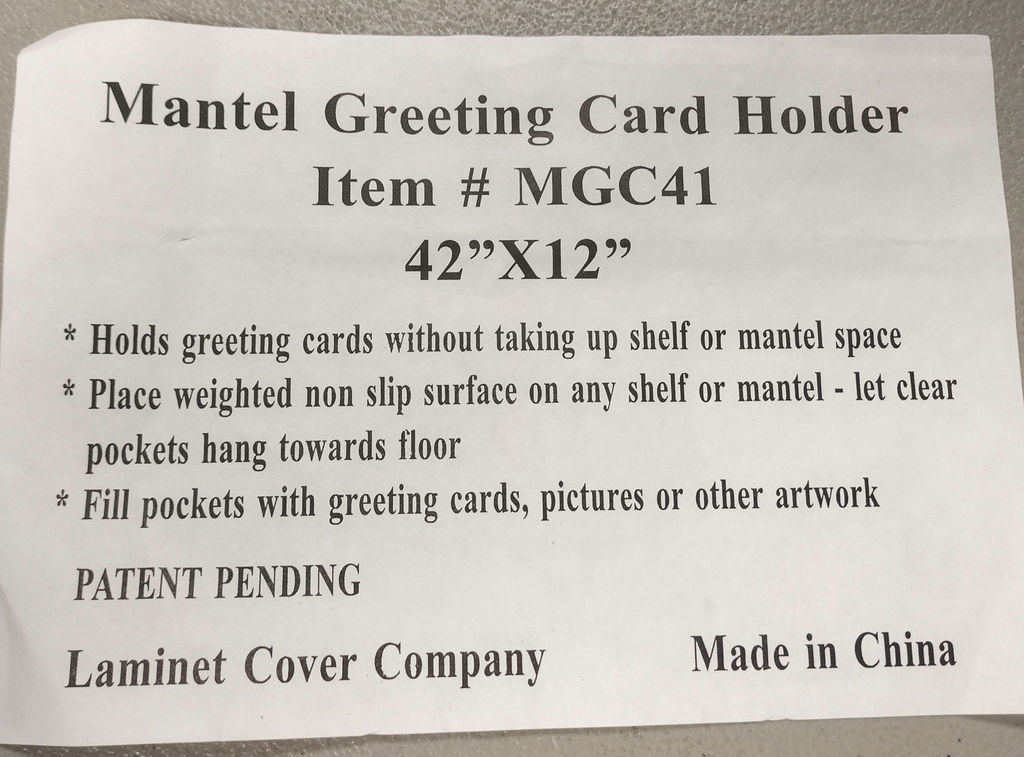 Mantel Greeting Card Holder
Item # MGC41
42”X12”
* Holds greeting cards without taking up shelf or mantel space
* Place weighted non slip surface on any shelf or mantel - let clear
pockets hang towards floor
* Fill pockets with greeting cards, pictures or other artwork
PATENT PENDING
Laminet Cover Company
Made in China